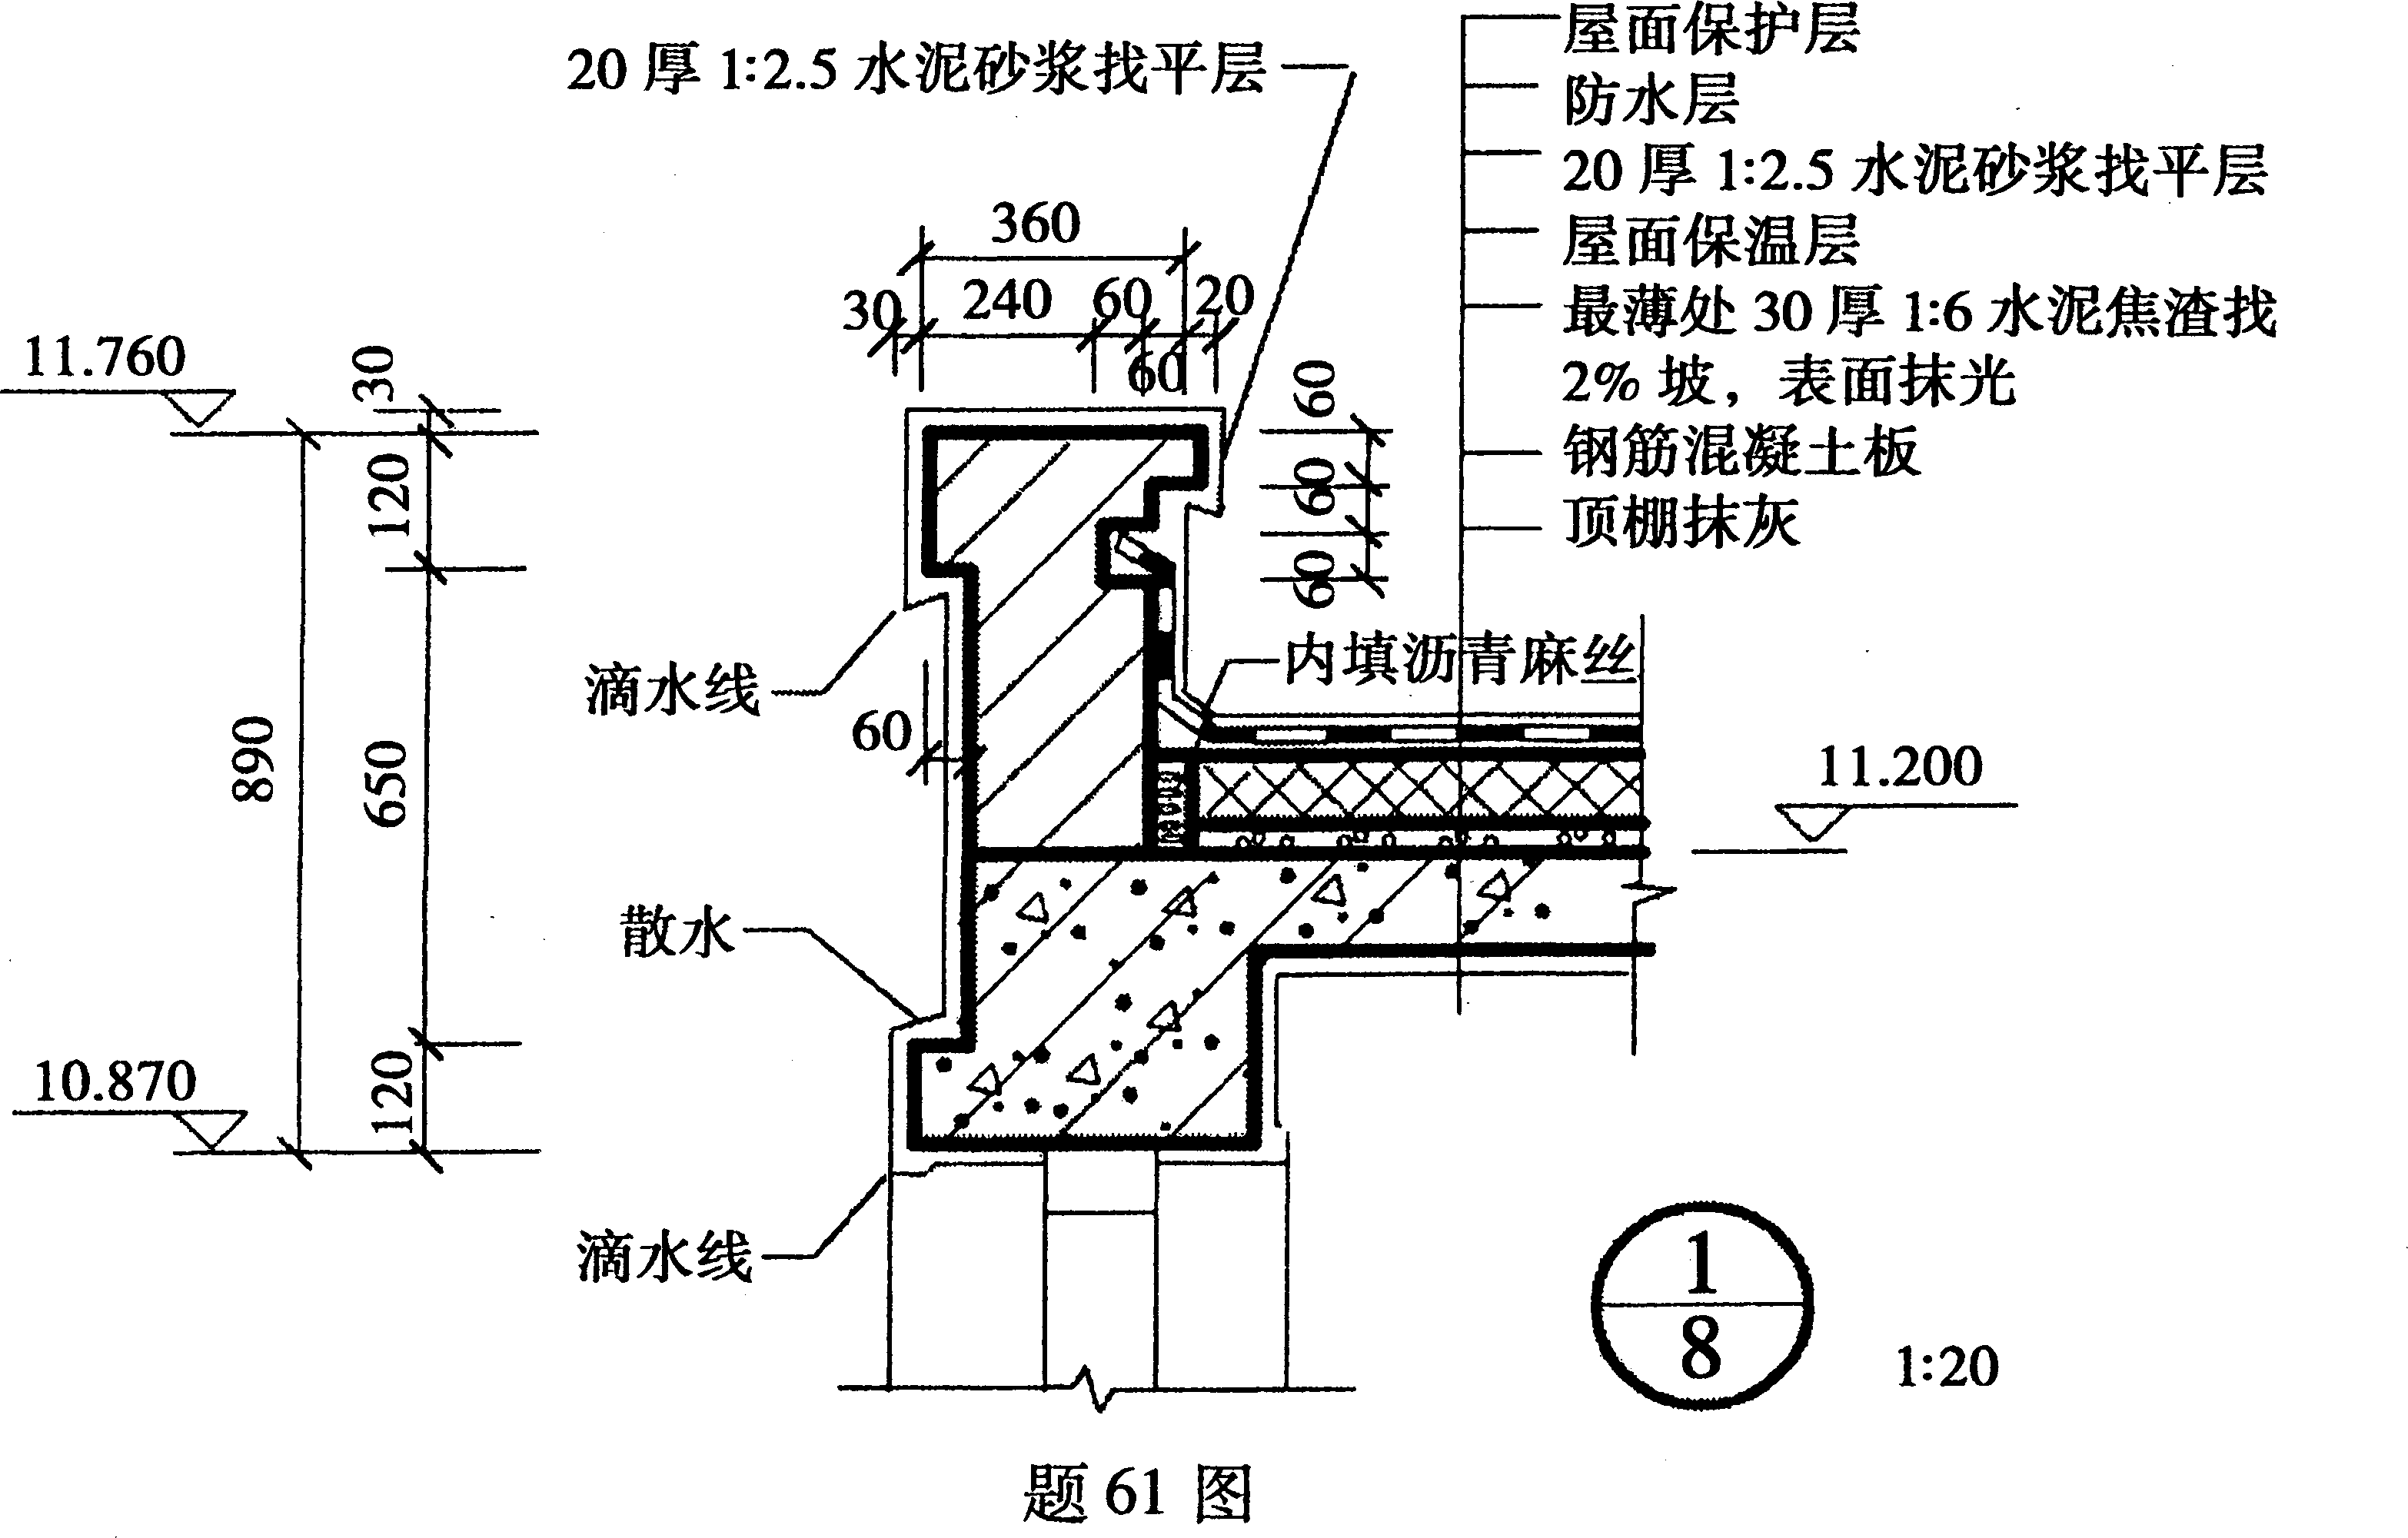 屋面保护层
20 厚 1:2.5 水泥砂浆找平层
防水层
20 厚 1:2.5 水泥砂浆找平层
屋面保温层
最薄处 30 厚 1:6 水泥焦渣找
2% 坡，表面抹光
钢筋混凝土板
顶棚抹灰
360
30 240 60 20
60
11.760
30
120
60
60
60
滴水线
内填沥青麻丝
60
890
650
11.200
散水
10.870
120
滴水线
1
8
1:20
题 61 图